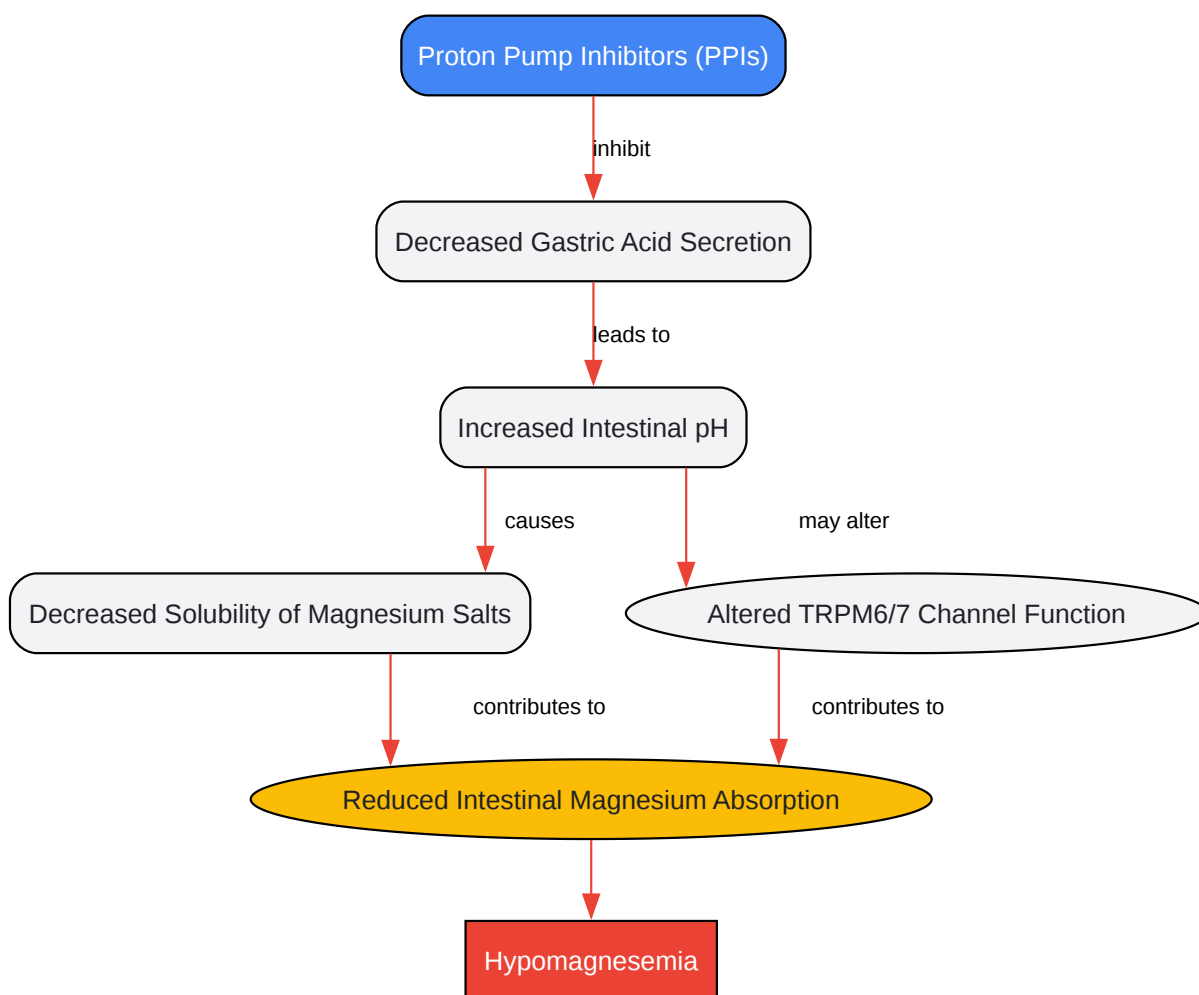 Proton Pump Inhibitors (PPIs)
inhibit
Decreased Gastric Acid Secretion
leads to
Increased Intestinal pH
causes
may alter
Decreased Solubility of Magnesium Salts
Altered TRPM6/7 Channel Function
contributes to
contributes to
Reduced Intestinal Magnesium Absorption
Hypomagnesemia